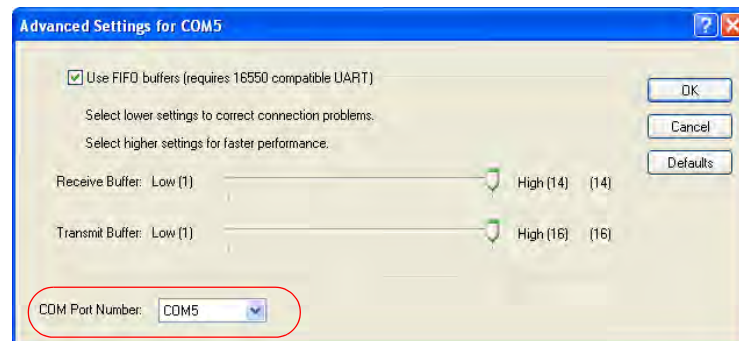 Advanced Settings for COM5
Use FIFO buffers (requires 16550 compatible UART)
OK
Select lower settings to correct connection problems.
Cancel
Select higher settings for faster performance.
Defaults
Receive Buffer: Low (1) High (14) (14)
Transmit Buffer: Low (1) High (16) (16)
COM Port Number: COM5